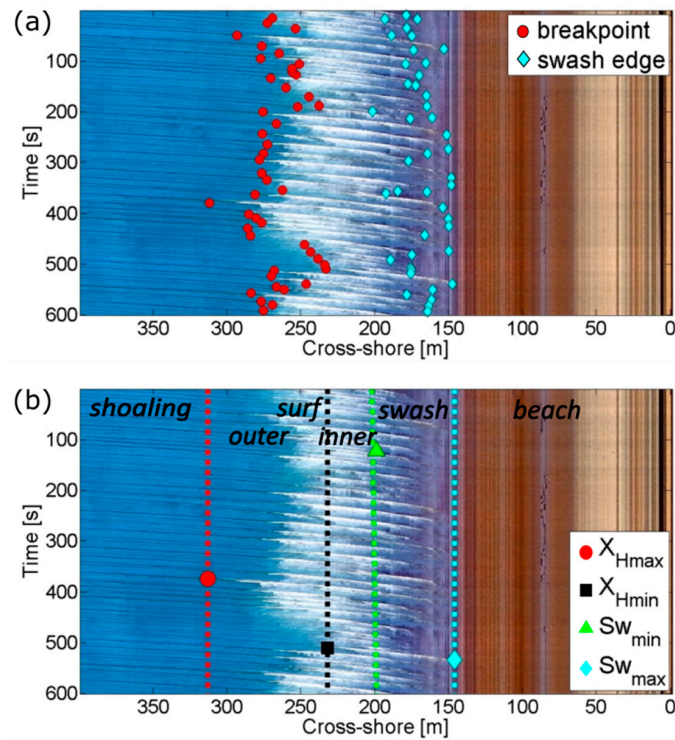 (a)
breakpoint
swash edge
100
200
300
400
500
600
Time [s]
350 300 250 200 150 100 50 1
Cross-shore [m]
(b)
shoaling surf swash beach
outer inner
100
200
300
400
500
600
Time [s]
X_Hmax
X_Hmin
Sw_min
Sw_max
350 300 250 200 150 100 50 1
Cross-shore [m]